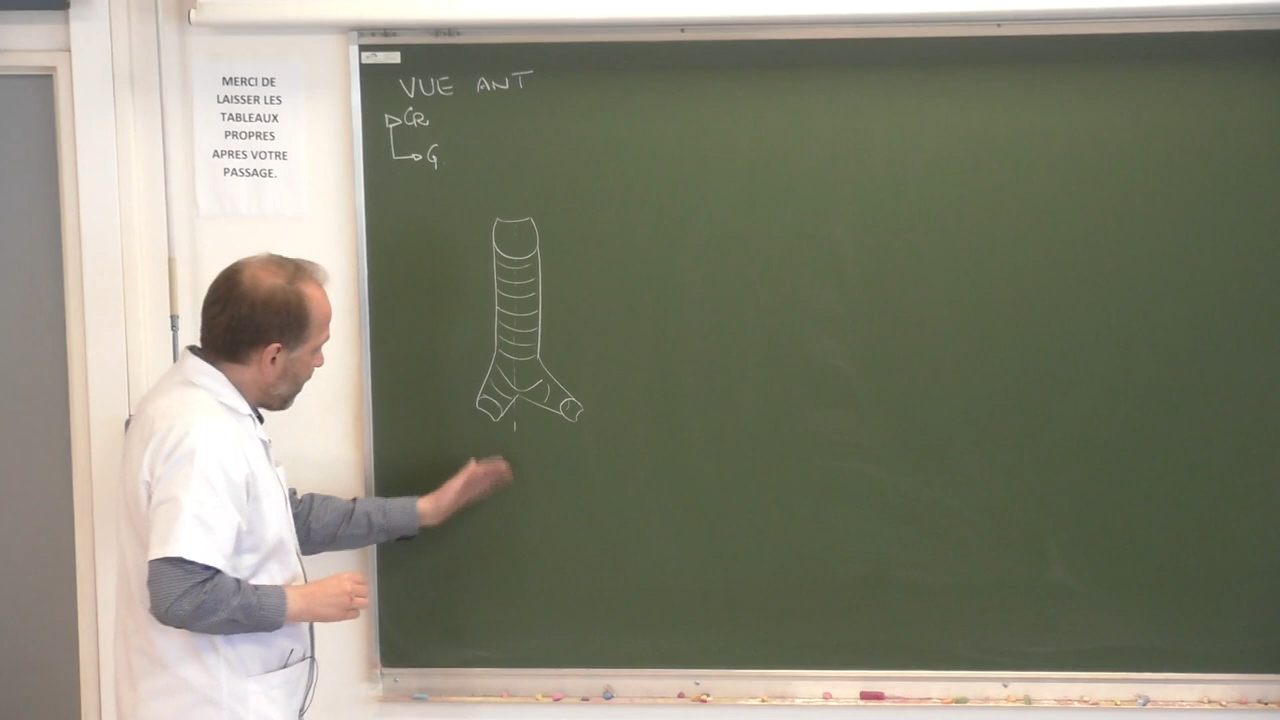 MERCI DE
LAISSER LES
TABLEAUX
PROPRES
APRES VOTRE
PASSAGE.
VUE ANT
CR
G